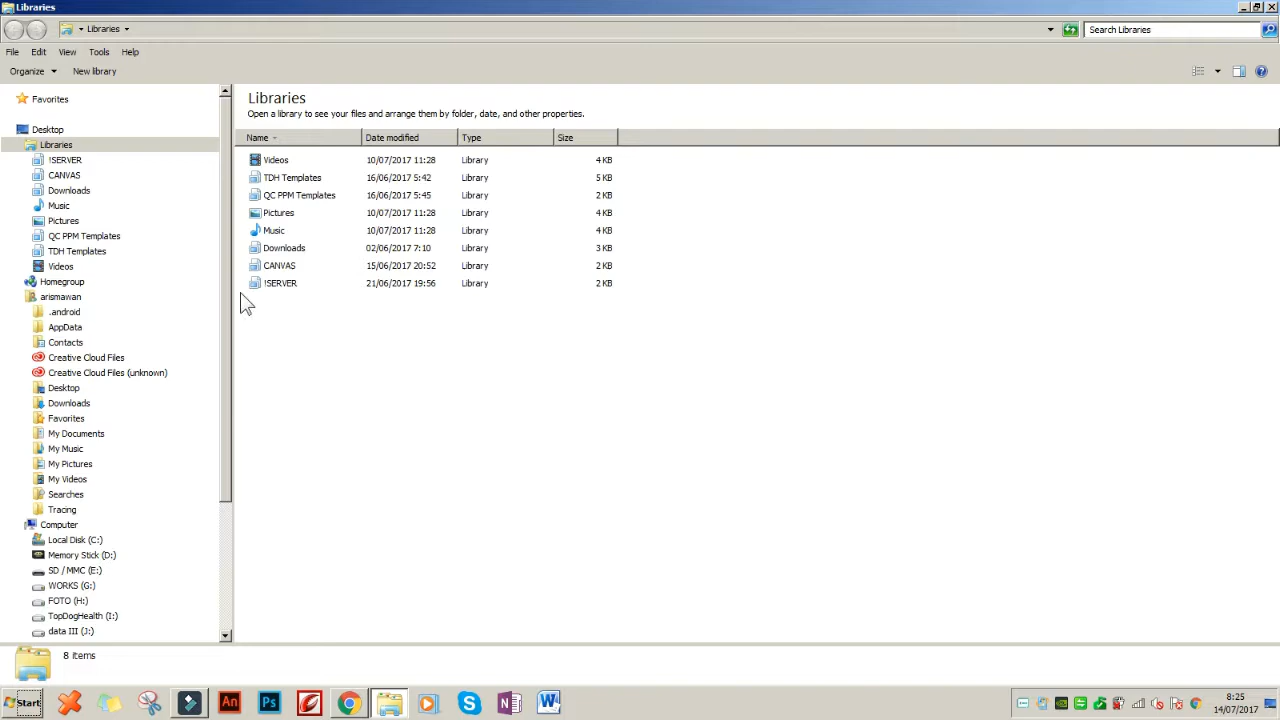 Libraries
Libraries
Search Libraries
File Edit View Tools Help
Organize New library
Favorites
Desktop
Libraries
!SERVER
CANVAS
Downloads
Music
Pictures
QC PPM Templates
TDH Templates
Videos
Homegroup
arismawan
.android
AppData
Contacts
Creative Cloud Files
Creative Cloud Files (unknown)
Desktop
Downloads
Favorites
My Documents
My Music
My Pictures
My Videos
Searches
Tracing
Computer
Local Disk (C:)
Memory Stick (D:)
SD / MMC (E:)
WORKS (G:)
FOTO (H:)
TopDogHealth (I:)
data III (J:)
Libraries
Open a library to see your files and arrange them by folder, date, and other properties.
Name Date modified Type Size
Videos 10/07/2017 11:28 Library 4 KB
TDH Templates 16/06/2017 5:42 Library 5 KB
QC PPM Templates 16/06/2017 5:45 Library 2 KB
Pictures 10/07/2017 11:28 Library 4 KB
Music 10/07/2017 11:28 Library 4 KB
Downloads 02/06/2017 7:10 Library 3 KB
CANVAS 15/06/2017 20:52 Library 2 KB
!SERVER 21/06/2017 19:56 Library 2 KB
8 items
Start An Ps
8:25
14/07/2017